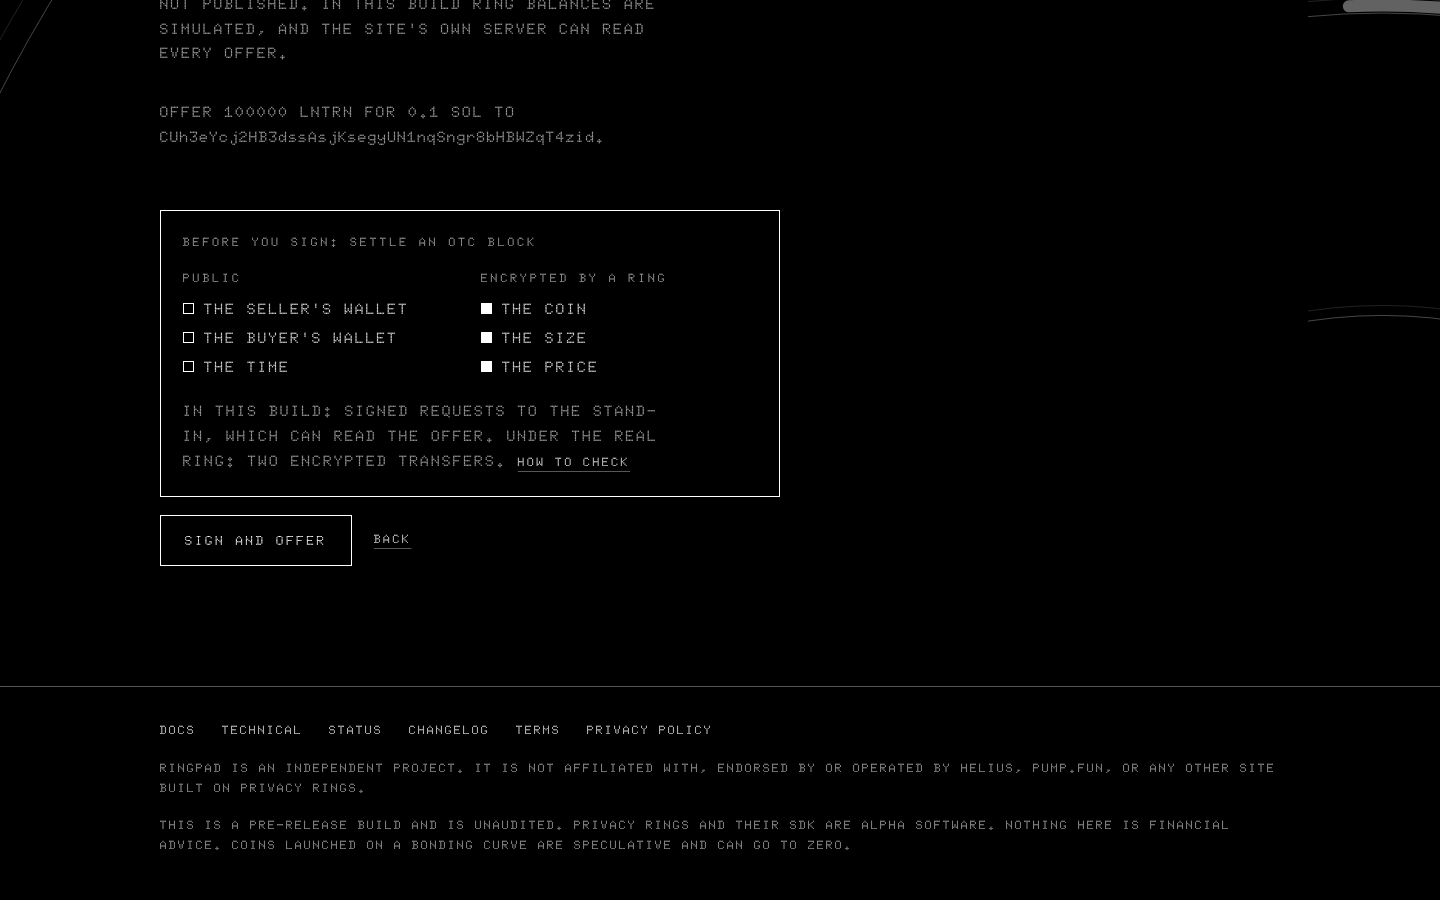 NOT PUBLISHED. IN THIS BUILD RING BALANCES ARE
SIMULATED, AND THE SITE'S OWN SERVER CAN READ
EVERY OFFER.
OFFER 100000 LNTRN FOR 0.1 SOL TO
CUh3eYcj2HB3dssAsjKsegyUN1nqSngr8bHBWZqT4zid.
BEFORE YOU SIGN: SETTLE AN OTC BLOCK
PUBLIC
THE SELLER'S WALLET
THE BUYER'S WALLET
THE TIME
ENCRYPTED BY A RING
THE COIN
THE SIZE
THE PRICE
IN THIS BUILD: SIGNED REQUESTS TO THE STAND-
IN, WHICH CAN READ THE OFFER. UNDER THE REAL
RING: TWO ENCRYPTED TRANSFERS. HOW TO CHECK
SIGN AND OFFER BACK
DOCS TECHNICAL STATUS CHANGELOG TERMS PRIVACY POLICY
RINGPAD IS AN INDEPENDENT PROJECT. IT IS NOT AFFILIATED WITH, ENDORSED BY OR OPERATED BY HELIUS, PUMP.FUN, OR ANY OTHER SITE
BUILT ON PRIVACY RINGS.
THIS IS A PRE-RELEASE BUILD AND IS UNAUDITED. PRIVACY RINGS AND THEIR SDK ARE ALPHA SOFTWARE. NOTHING HERE IS FINANCIAL
ADVICE. COINS LAUNCHED ON A BONDING CURVE ARE SPECULATIVE AND CAN GO TO ZERO.